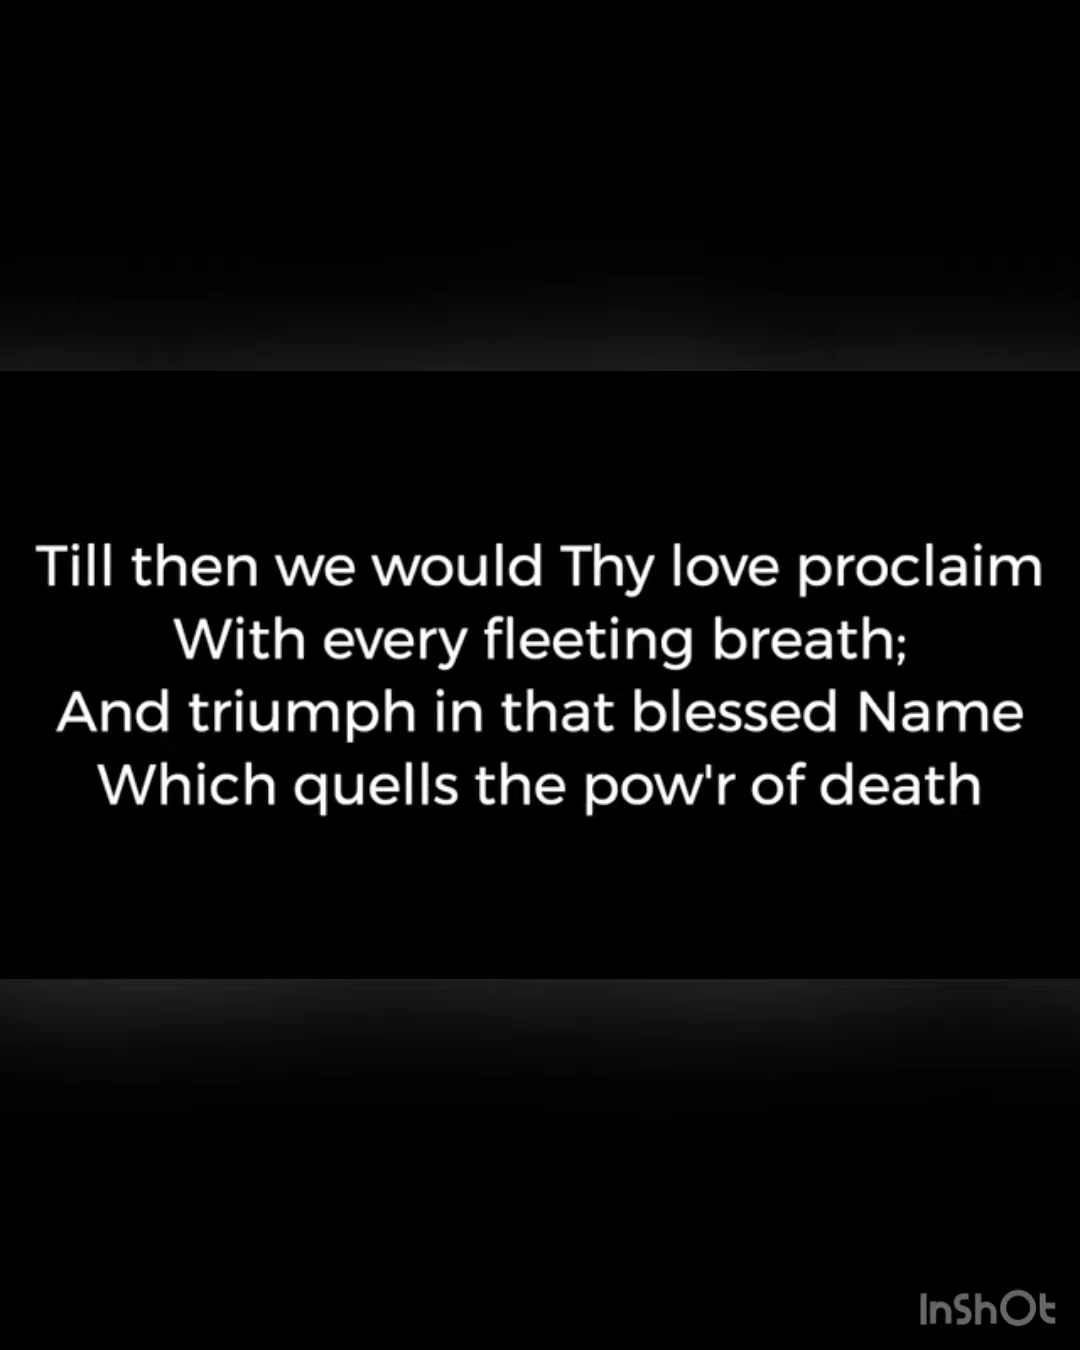 Till then we would Thy love proclaim
With every fleeting breath;
And triumph in that blessed Name
Which quells the pow'r of death
InShOt